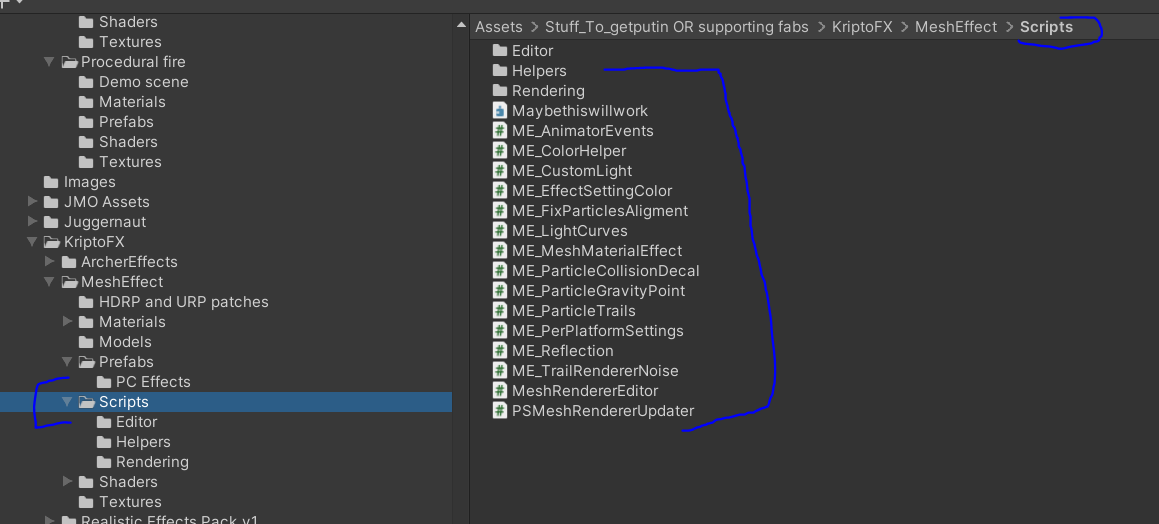 Shaders
Textures
Procedural fire
Demo scene
Materials
Prefabs
Shaders
Textures
Images
JMO Assets
Juggernaut
KriptoFX
ArcherEffects
MeshEffect
HDRP and URP patches
Materials
Models
Prefabs
PC Effects
Scripts
Editor
Helpers
Rendering
Shaders
Textures
Realistic Effects Pack v1
Assets > Stuff_To_getputin OR supporting fabs > KriptoFX > MeshEffect > Scripts
Editor
Helpers
Rendering
Maybethiswillwork
ME_AnimatorEvents
ME_ColorHelper
ME_CustomLight
ME_EffectSettingColor
ME_FixParticlesAligment
ME_LightCurves
ME_MeshMaterialEffect
ME_ParticleCollisionDecal
ME_ParticleGravityPoint
ME_ParticleTrails
ME_PerPlatformSettings
ME_Reflection
ME_TrailRendererNoise
MeshRendererEditor
PSMeshRendererUpdater